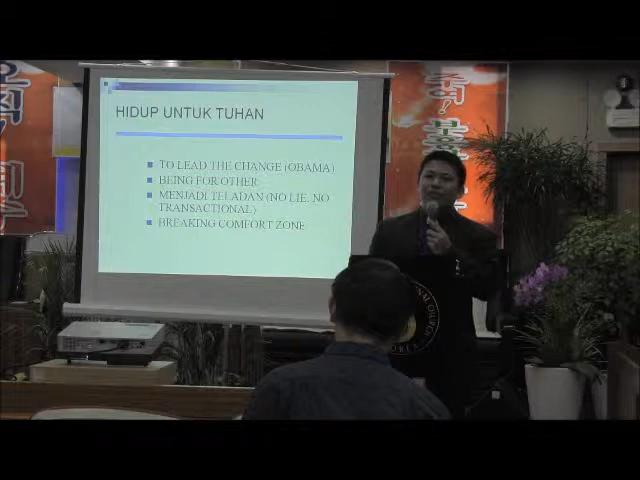 HIDUP UNTUK TUHAN
TO LEAD THE CHANGE (OBAMA)
BEING FOR OTHER
MENJADI TELADAN (NO LIE, NO
TRANSACTIONAL)
BREAKING COMFORT ZONE